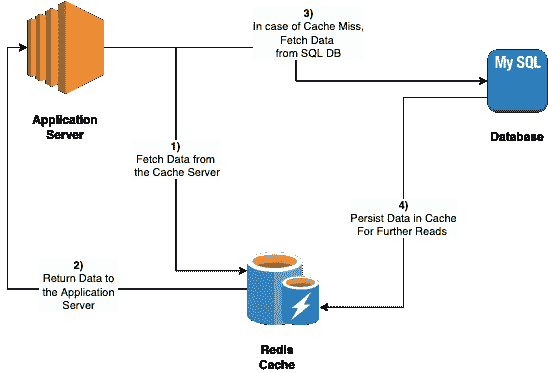 3)
In case of Cache Miss,
Fetch Data
from SQL DB
My SQL
Application
Server
Database
1)
Fetch Data from
the Cache Server
4)
Persist Data in Cache
For Further Reads
2)
Return Data to
the Application
Server
Redis
Cache